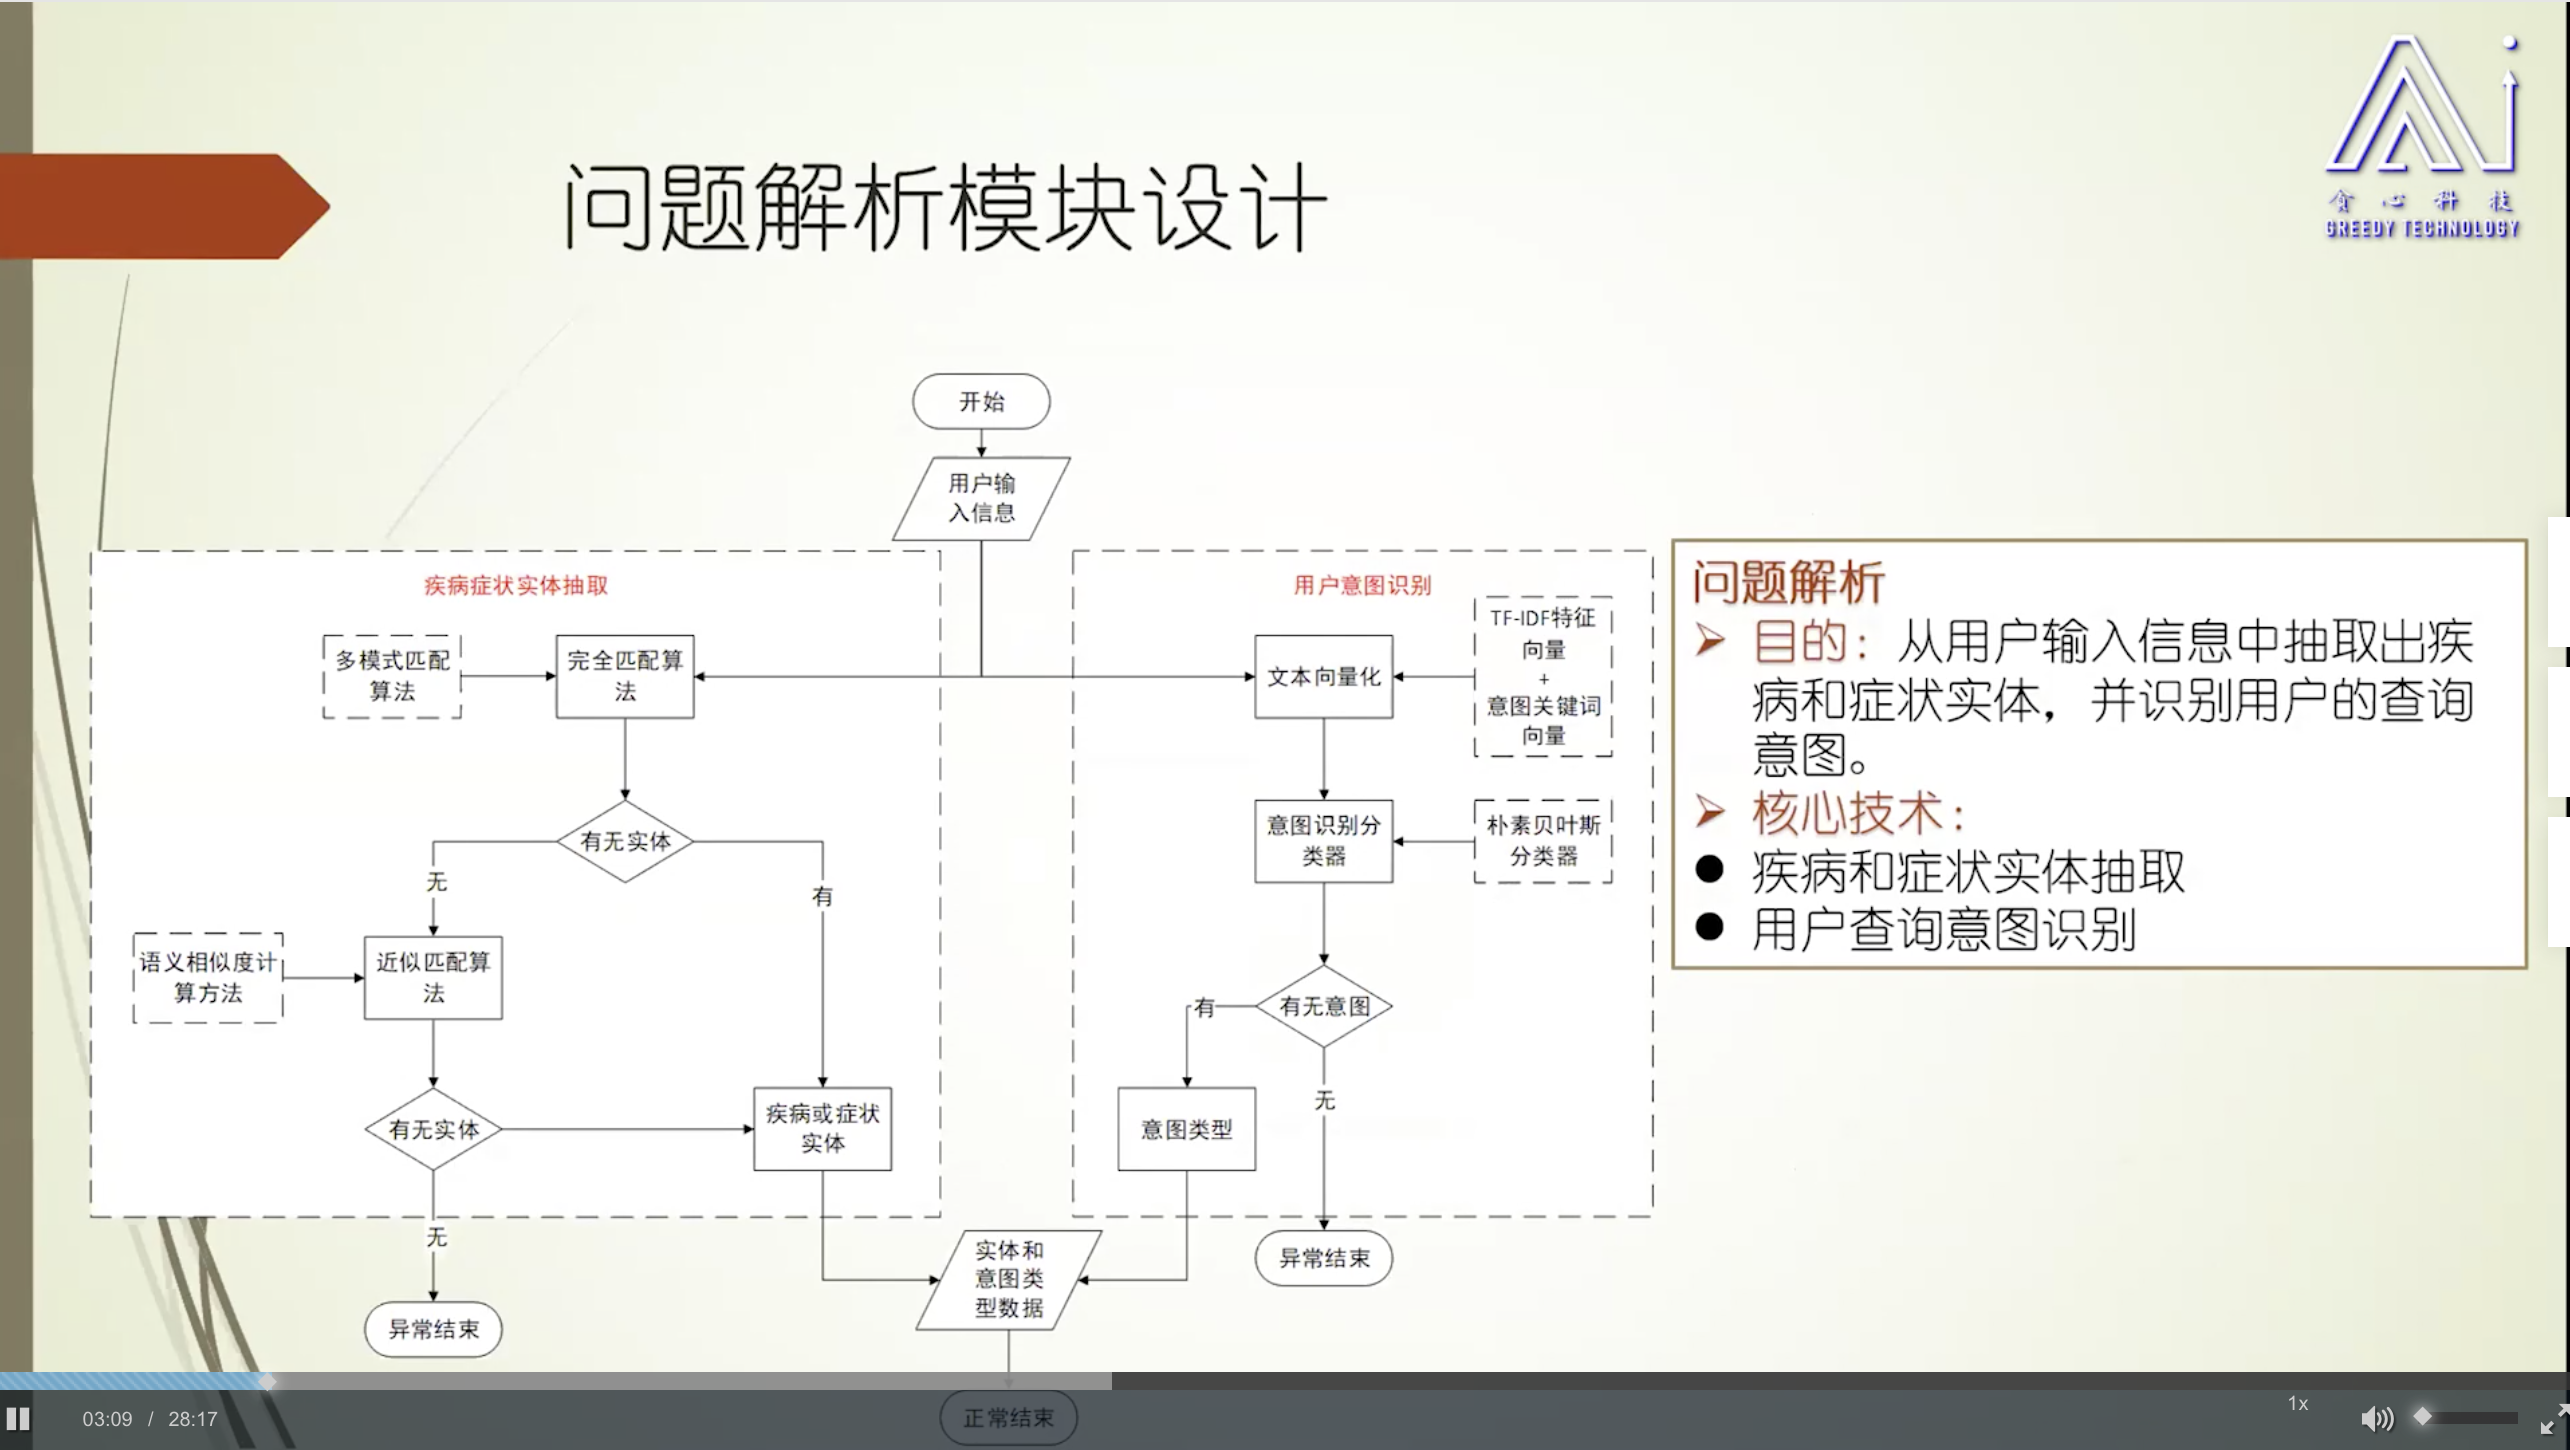 贪心科技
GREEDY TECHNOLOGY
问题解析模块设计
开始
用户输
入信息
疾病症状实体抽取
多模式匹配
算法
完全匹配算
法
有无实体
无
有
语义相似度计
算方法
近似匹配算
法
有无实体
疾病或症状
实体
无
异常结束
用户意图识别
文本向量化
TF-IDF特征
向量
+
意图关键词
向量
意图识别分
类器
朴素贝叶斯
分类器
有无意图
有
无
意图类型
异常结束
实体和
意图类
型数据
正常结束
问题解析
目的：从用户输入信息中抽取出疾
病和症状实体，并识别用户的查询
意图。
核心技术：
疾病和症状实体抽取
用户查询意图识别
03:09 / 28:17
1x